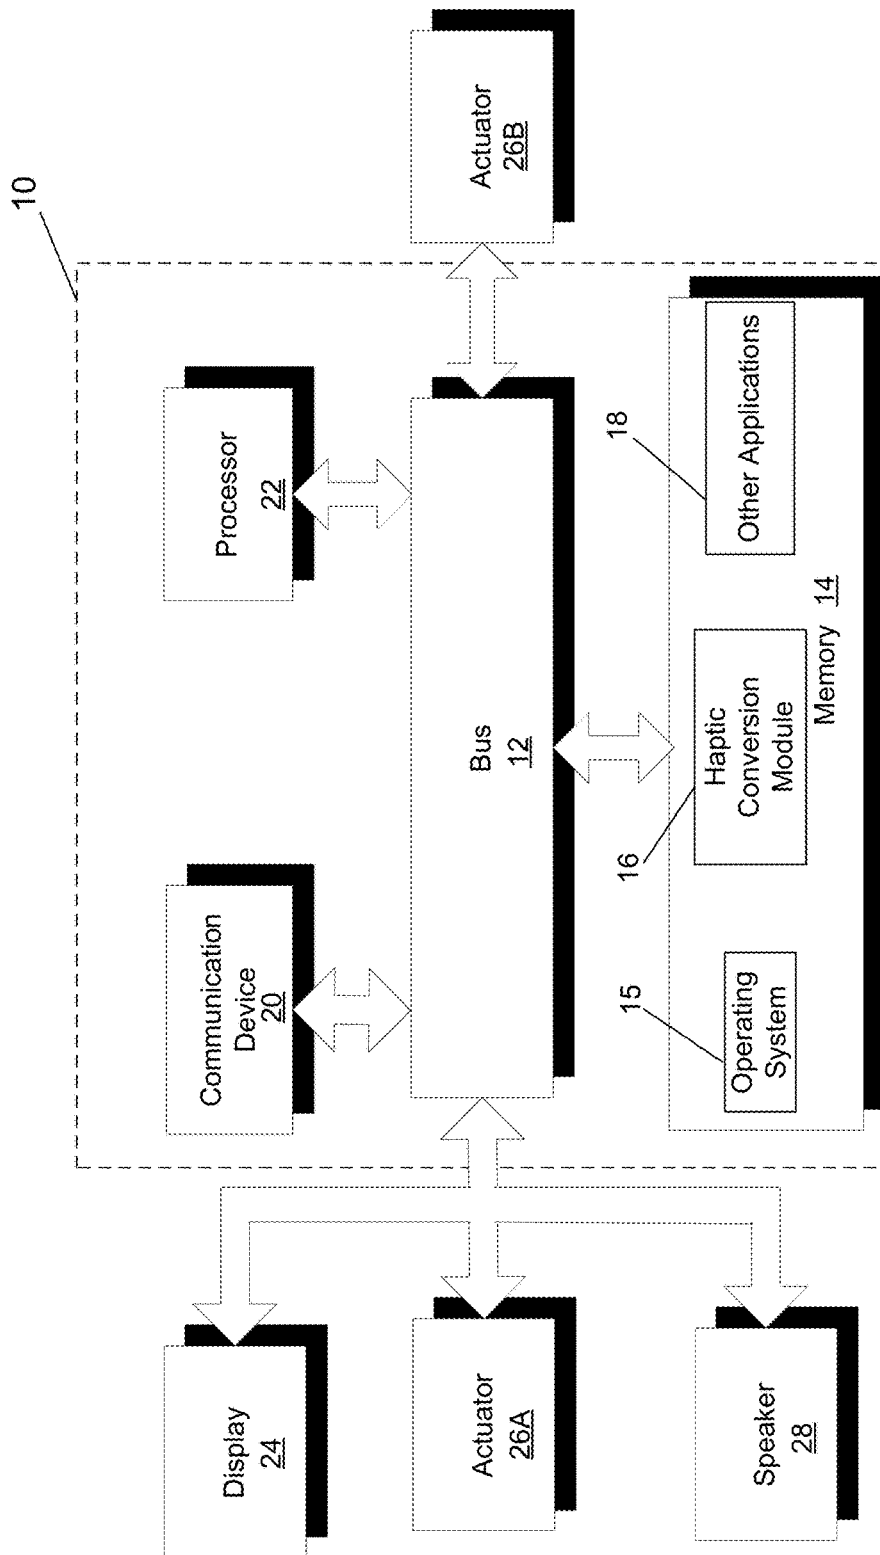 10
Communication
Device
20
Processor
22
Display
24
Actuator
26A
Bus
12
Actuator
26B
Speaker
28
15
16
18
Operating
System
Haptic
Conversion
Module
Other Applications
Memory 14